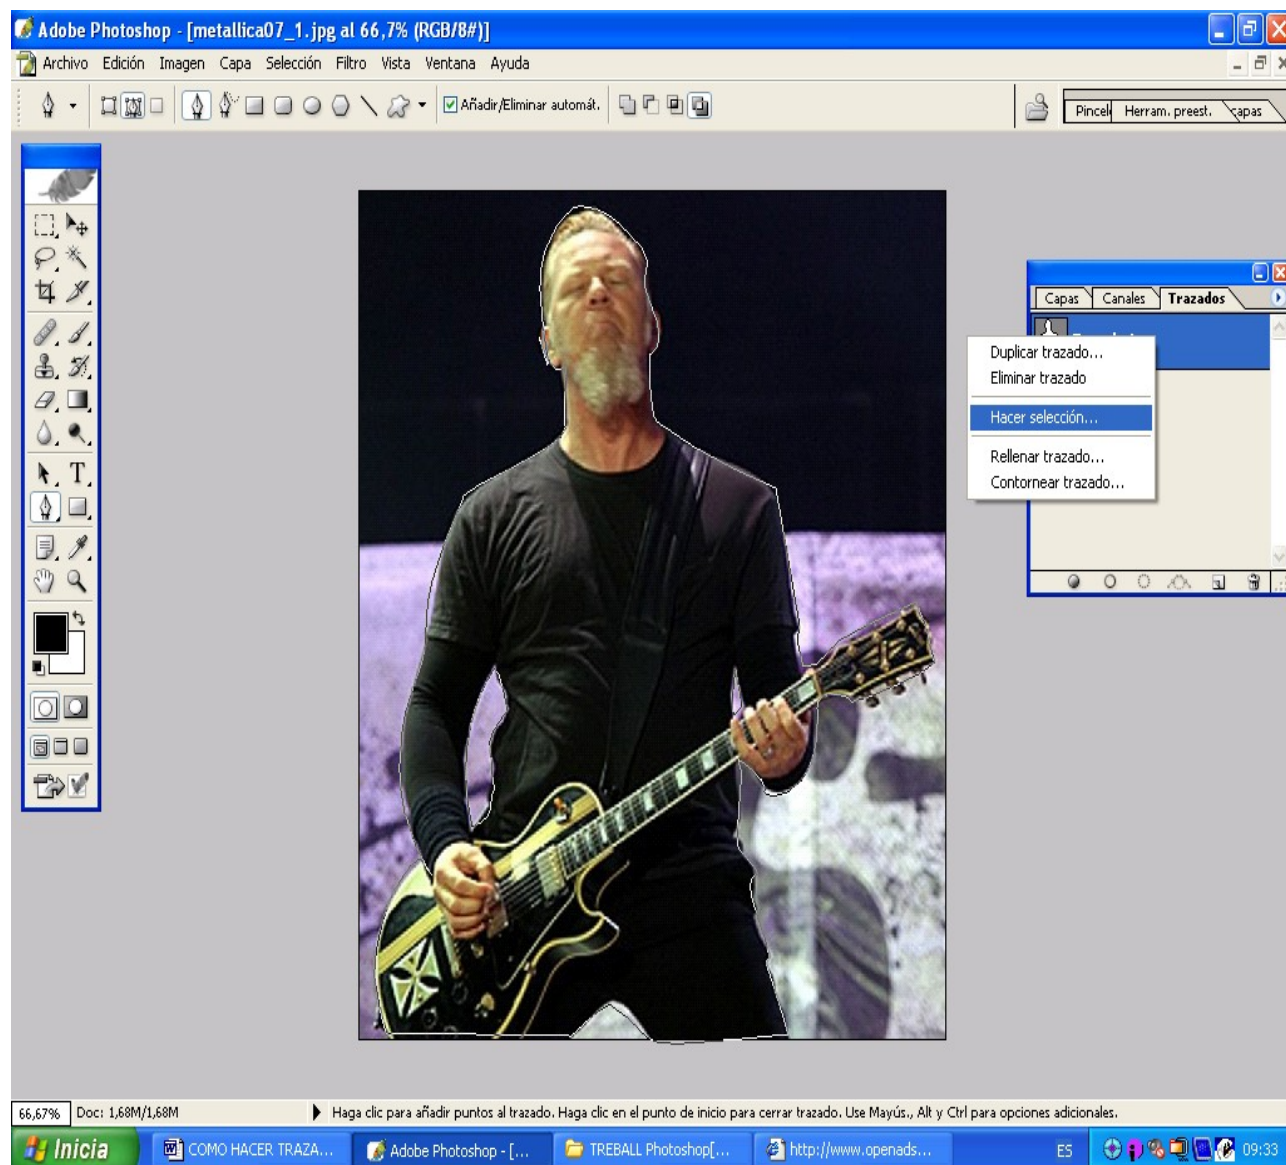 Adobe Photoshop - [metallica07_1.jpg al 66,7% (RGB/8#)]
Archivo Edición Imagen Capa Selección Filtro Vista Ventana Ayuda
Añadir/Eliminar automát.
Pincel Herram. preest. capas
Capas Canales Trazados
Duplicar trazado...
Eliminar trazado
Hacer selección...
Rellenar trazado...
Contornear trazado...
T
66,67% Doc: 1,68M/1,68M Haga clic para añadir puntos al trazado. Haga clic en el punto de inicio para cerrar trazado. Use Mayús., Alt y Ctrl para opciones adicionales.
Inicia COMO HACER TRAZA... Adobe Photoshop - [... TREBALL Photoshop[... http://www.openads... ES 09:33